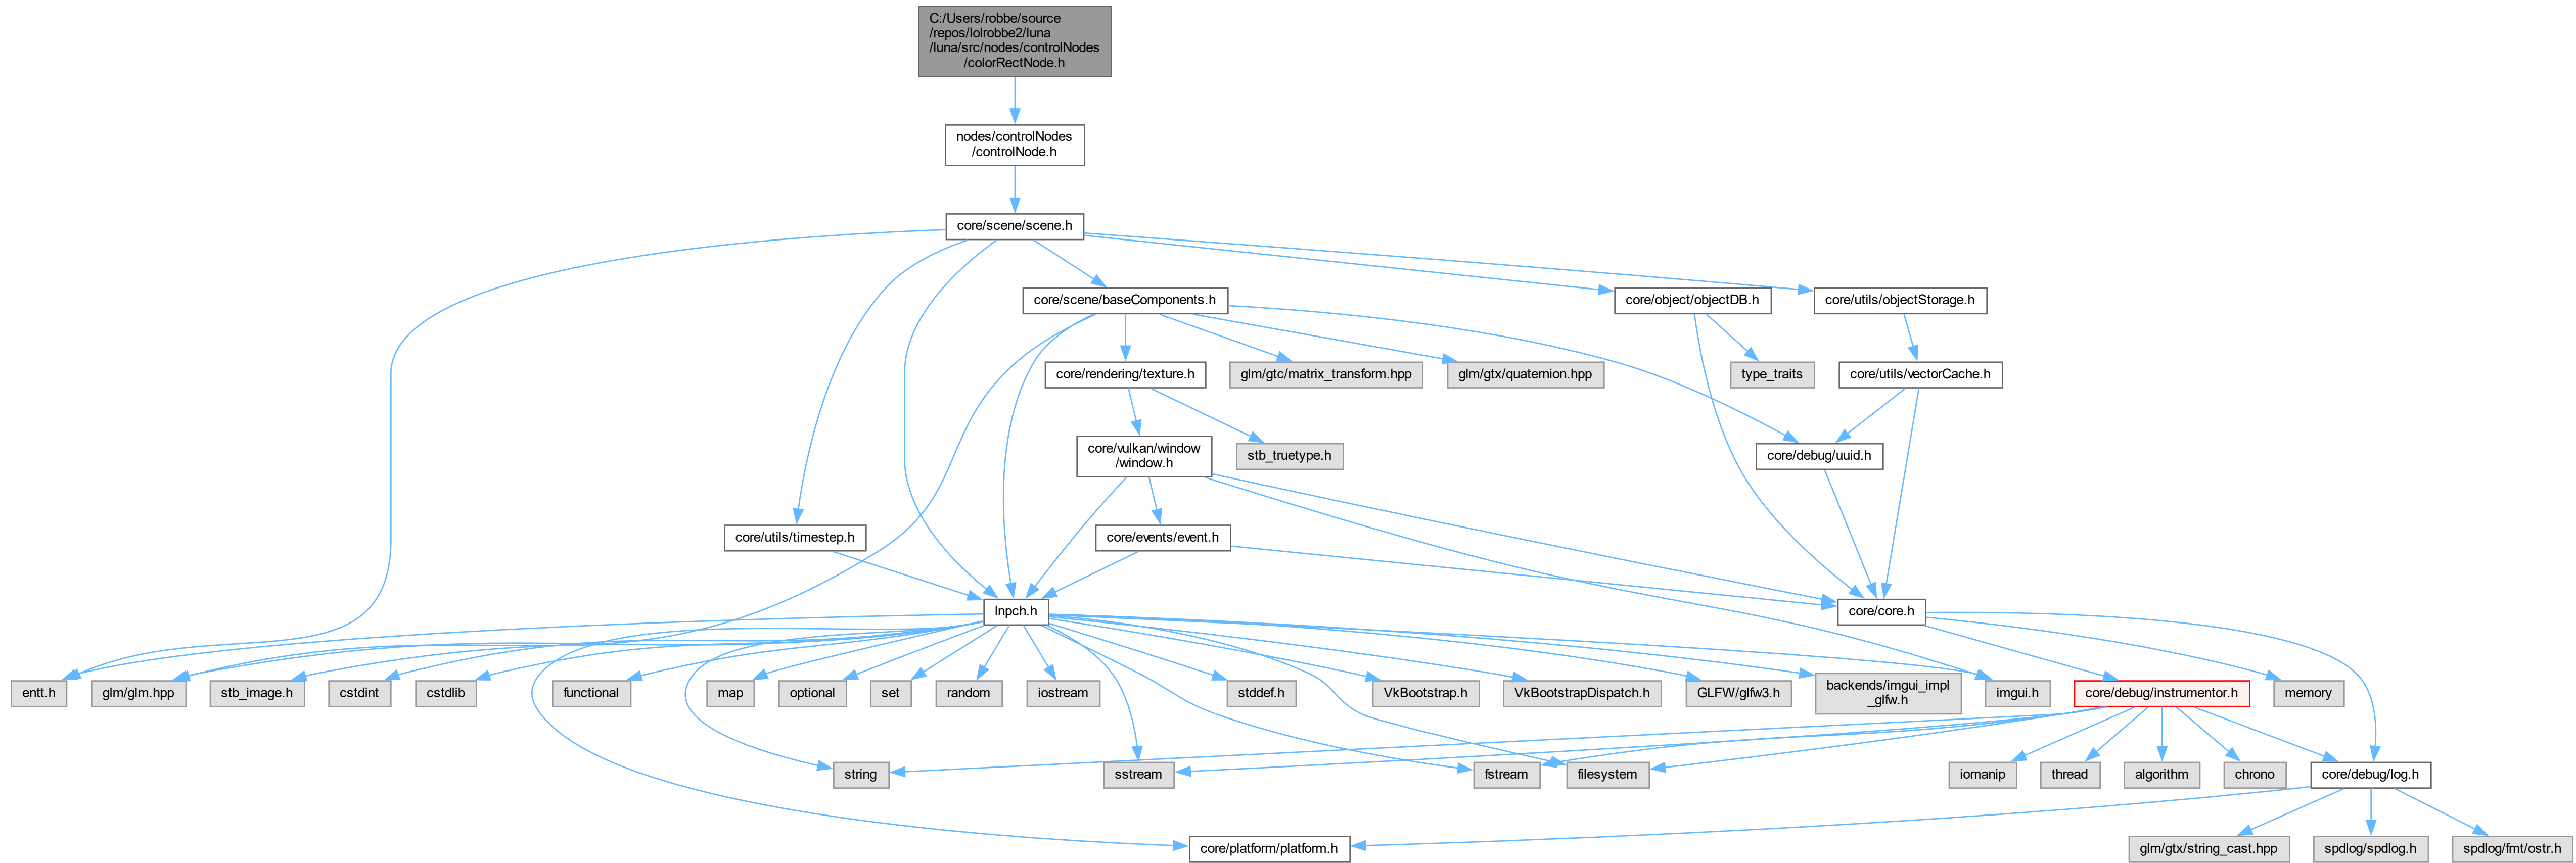 C:/Users/robbe/source
/repos/lolrobbe2/luna
/luna/src/nodes/controlNodes
/colorRectNode.h
nodes/controlNodes
/controlNode.h
core/scene/scene.h
core/scene/baseComponents.h
core/object/objectDB.h
core/utils/objectStorage.h
core/rendering/texture.h
glm/gtc/matrix_transform.hpp
glm/gtx/quaternion.hpp
type_traits
core/utils/vectorCache.h
core/vulkan/window
/window.h
stb_truetype.h
core/debug/uuid.h
core/utils/timestep.h
core/events/event.h
lnpch.h
core/core.h
entt.h
glm/glm.hpp
stb_image.h
cstdint
cstdlib
functional
map
optional
set
random
iostream
stddef.h
VkBootstrap.h
VkBootstrapDispatch.h
GLFW/glfw3.h
backends/imgui_impl
_glfw.h
imgui.h
core/debug/instrumentor.h
memory
string
sstream
fstream
filesystem
iomanip
thread
algorithm
chrono
core/debug/log.h
core/platform/platform.h
glm/gtx/string_cast.hpp
spdlog/spdlog.h
spdlog/fmt/ostr.h